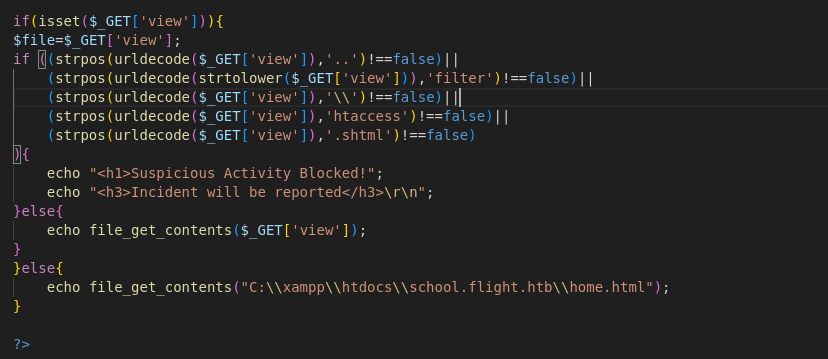 if(isset($_GET['view'])){
$file=$_GET['view'];
if ((strpos(urldecode($_GET['view']),'..')!==false)||
    (strpos(urldecode(strtolower($_GET['view'])),'filter')!==false)||
    (strpos(urldecode($_GET['view']),'\\')!==false)||
    (strpos(urldecode($_GET['view']),'htaccess')!==false)||
    (strpos(urldecode($_GET['view']),'.shtml')!==false)
){
    echo "<h1>Suspicious Activity Blocked!";
    echo "<h3>Incident will be reported</h3>\r\n";
}else{
    echo file_get_contents($_GET['view']);
}
}else{
    echo file_get_contents("C:\\xampp\\htdocs\\school.flight.htb\\home.html");
}
?>